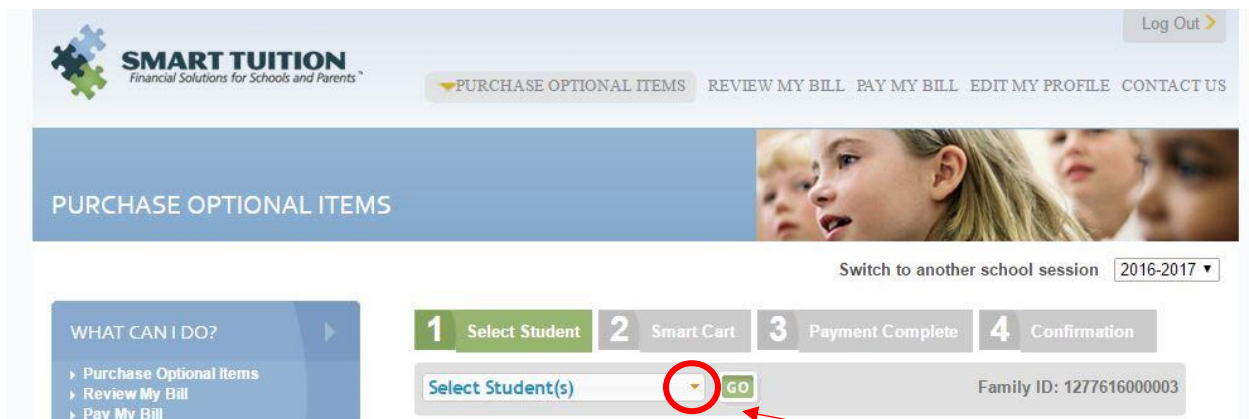 Log Out
SMART TUITION
Financial Solutions for Schools and Parents
PURCHASE OPTIONAL ITEMS REVIEW MY BILL PAY MY BILL EDIT MY PROFILE CONTACT US
PURCHASE OPTIONAL ITEMS
Switch to another school session 2016-2017
WHAT CAN I DO?
1 Select Student 2 Smart Cart 3 Payment Complete 4 Confirmation
Purchase Optional Items
Review My Bill
Pay My Bill
Select Student(s) GO Family ID: 1277616000003